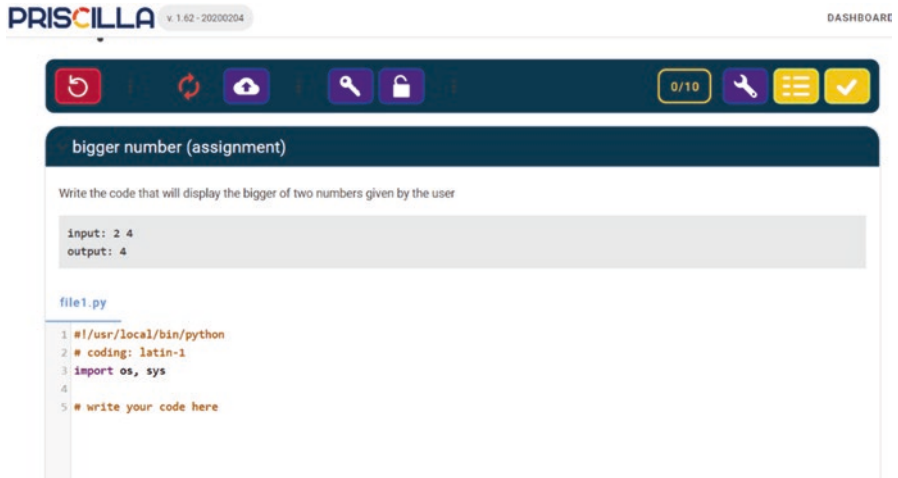 PRISCILLA v. 1.62 - 20200204 DASHBOARD
0/10
bigger number (assignment)
Write the code that will display the bigger of two numbers given by the user
input: 2 4
output: 4
file1.py
1 #!/usr/local/bin/python
2 # coding: latin-1
3 import os, sys
4
5 # write your code here